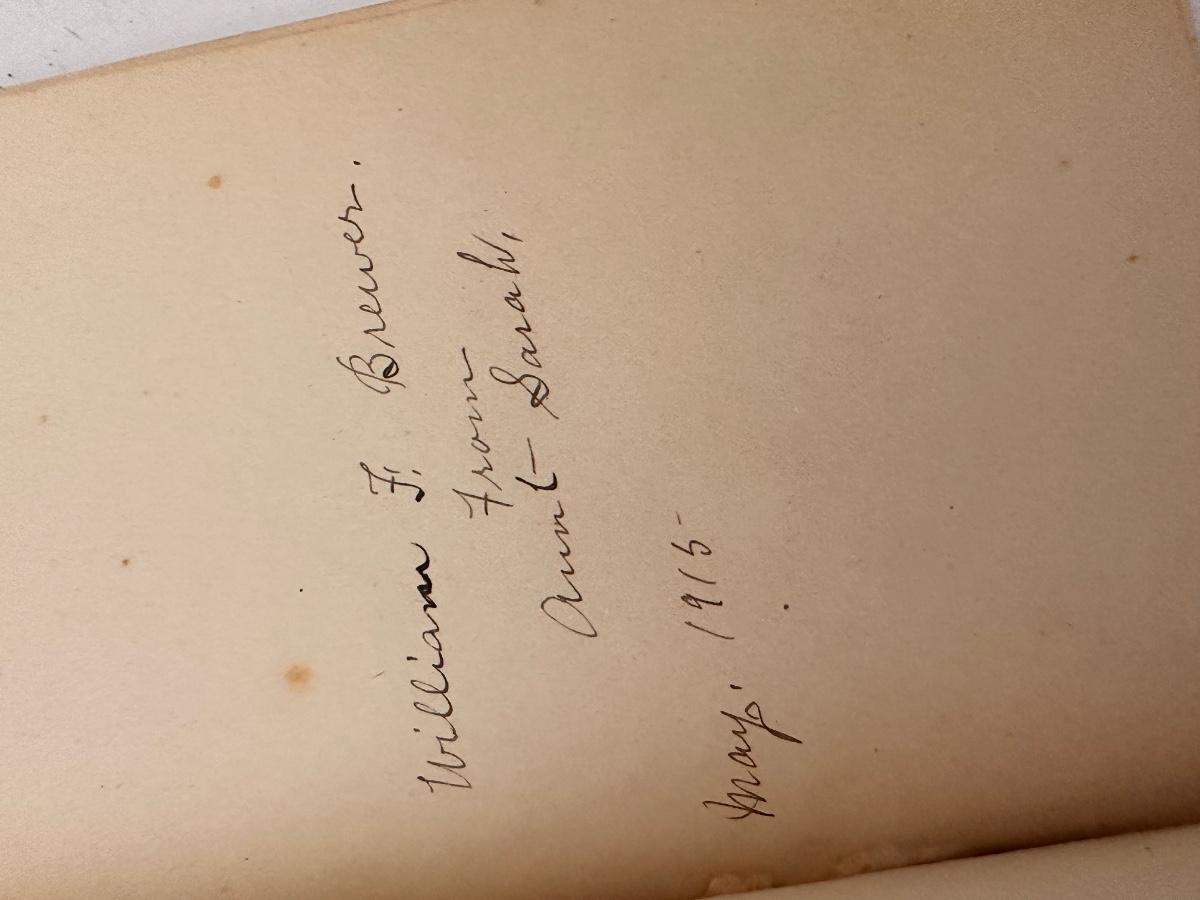 William F. Brewer.
From
Aunt Sarah,
May. 1915